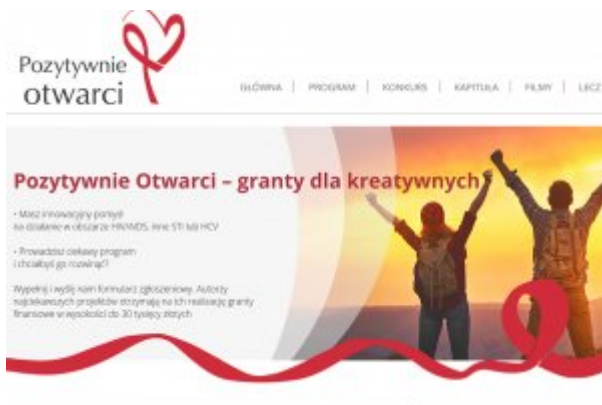 Pozytywnie
otwarci
GŁÓWNA | PROGRAM | KONKURS | KAPITUŁA | FILMY | LECZ
Pozytywnie Otwarci – granty dla kreatywnych
• Masz innowacyjny pomysł
na działanie w obszarze HIV/AIDS, inne STI lub HCV
• Prowadzisz ciekawy program
i chciałbyś go rozwinąć?
Wypełnij i wyślij nam formularz zgłoszeniowy. Autorzy
najciekawszych projektów otrzymają na ich realizację granty
finansowe w wysokości do 30 tysięcy złotych